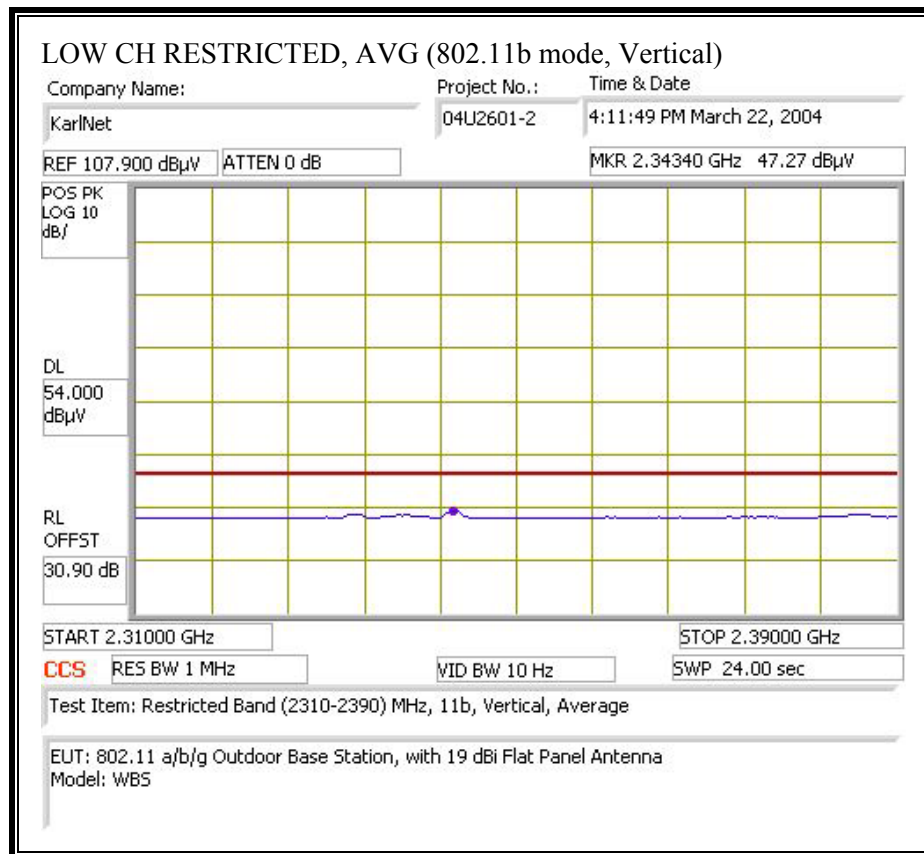 LOW CH RESTRICTED, AVG (802.11b mode, Vertical)
Company Name:
Project No.:
Time & Date
KarlNet
04U2601-2
4:11:49 PM March 22, 2004
REF 107.900 dBµV
ATTEN 0 dB
MKR 2.34340 GHz 47.27 dBµV
POS PK
LOG 10
dB/
DL
54.000
dBµV
RL
OFFST
30.90 dB
START 2.31000 GHz
STOP 2.39000 GHz
CCS
RES BW 1 MHz
VID BW 10 Hz
SWP 24.00 sec
Test Item: Restricted Band (2310-2390) MHz, 11b, Vertical, Average
EUT: 802.11 a/b/g Outdoor Base Station, with 19 dBi Flat Panel Antenna
Model: WBS